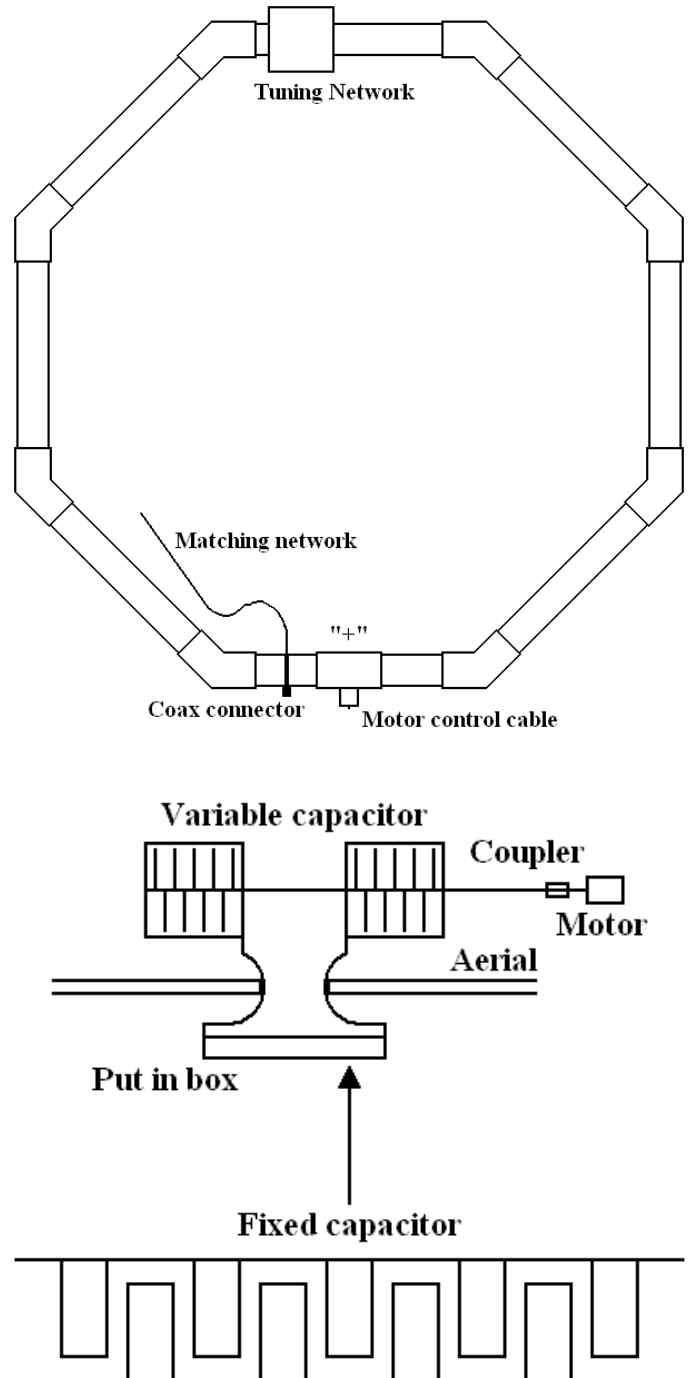 Tuning Network
Matching network
"+"
Coax connector
Motor control cable
Variable capacitor
Coupler
Motor
Aerial
Put in box
Fixed capacitor